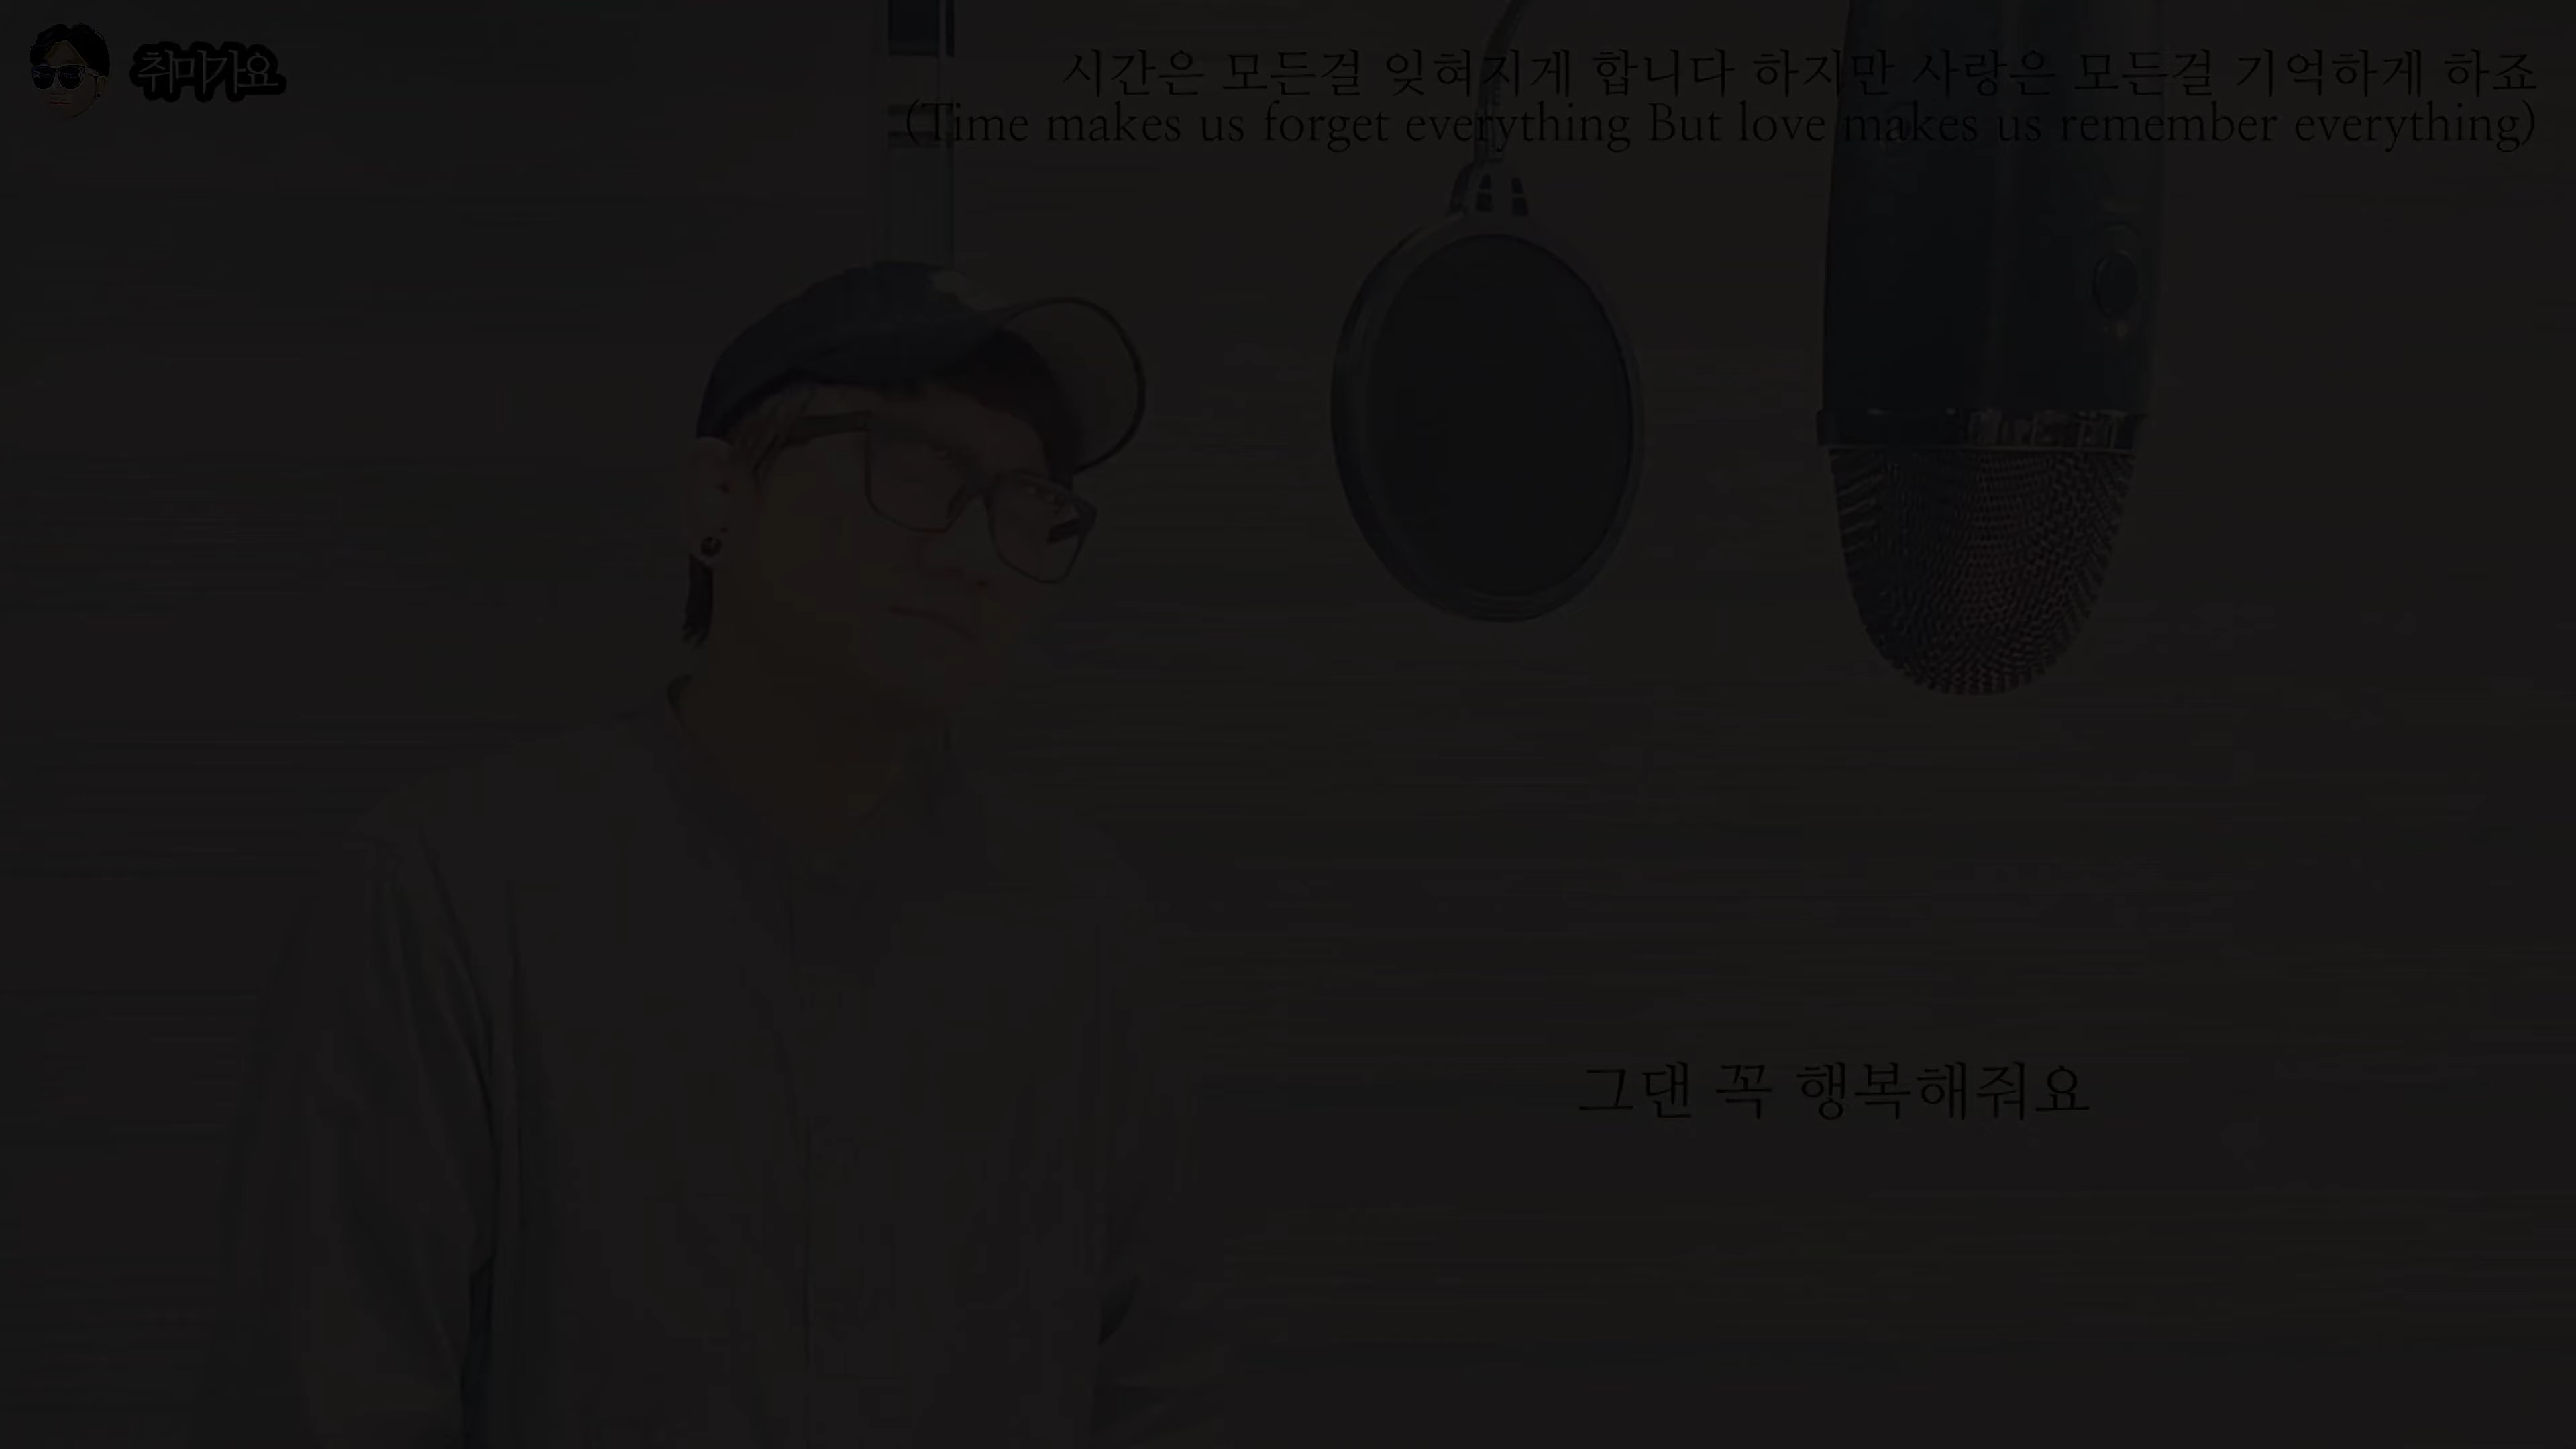 취미가요
시간은 모든걸 잊혀지게 합니다 하지만 사랑은 모든걸 기억하게 하죠
(Time makes us forget everything But love makes us remember everything)
그댄 꼭 행복해줘요